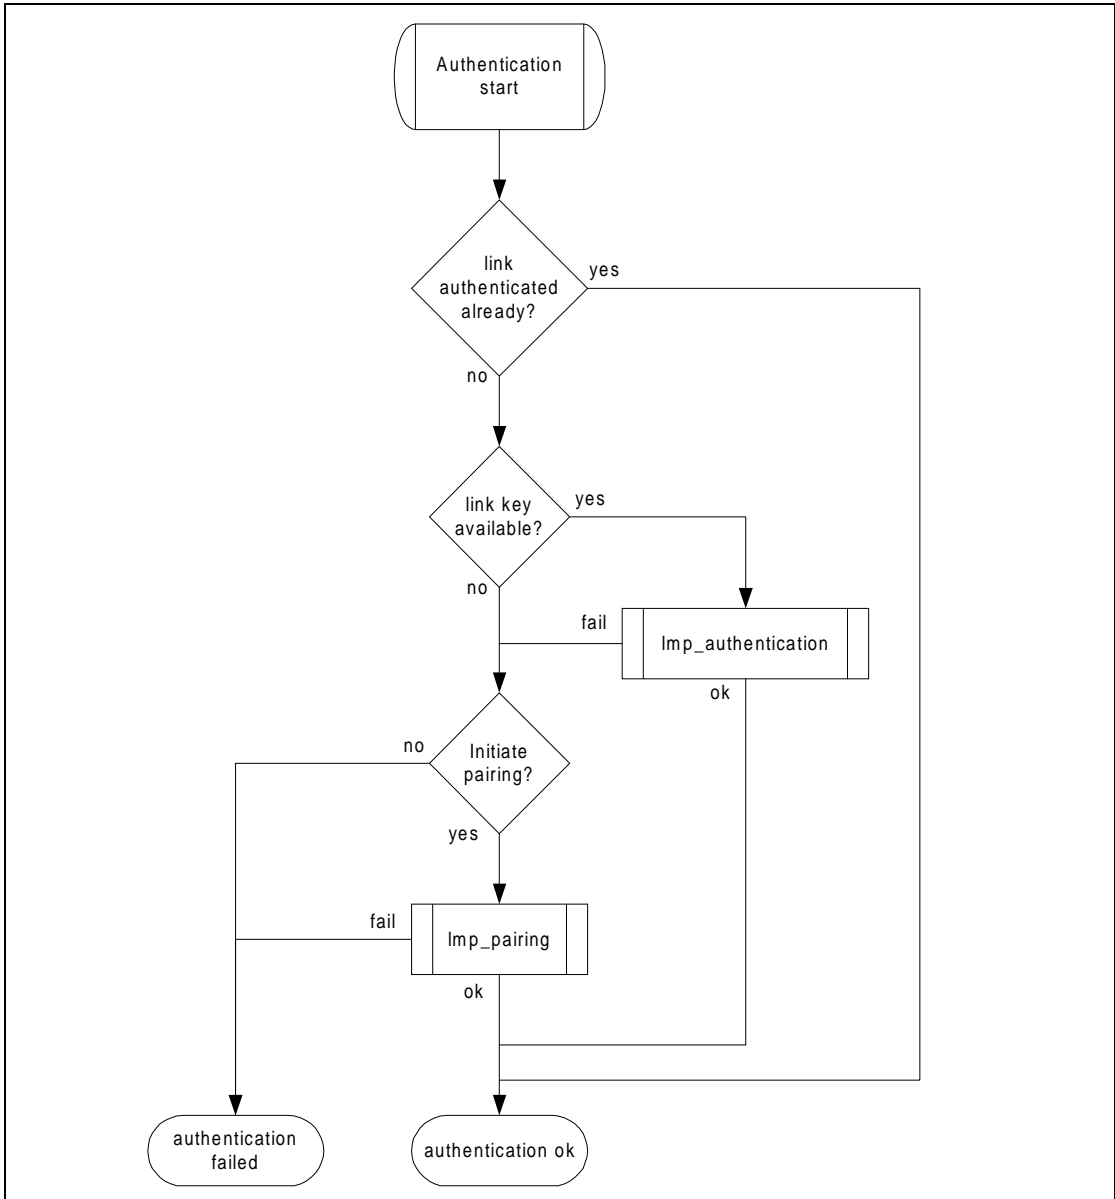 Authentication
start
link
authenticated
already?
yes
no
link key
available?
yes
no
fail
lmp_authentication
ok
no
Initiate
pairing?
yes
fail
lmp_pairing
ok
authentication
failed
authentication ok